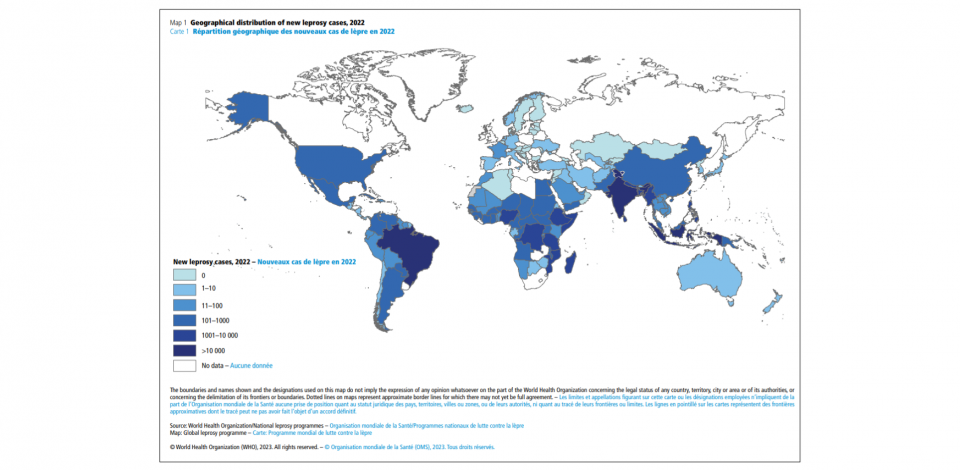 Map 1 Geographical distribution of new leprosy cases, 2022
Carte 1 Répartition géographique des nouveaux cas de lèpre en 2022
New leprosy cases, 2022 – Nouveaux cas de lèpre en 2022
0
1–10
11–100
101–1000
1001–10 000
>10 000
No data – Aucune donnée
The boundaries and names shown and the designations used on this map do not imply the expression of any opinion whatsoever on the part of the World Health Organization concerning the legal status of any country, territory, city or area or of its authorities, or
concerning the delimitation of its frontiers or boundaries. Dotted lines on maps represent approximate border lines for which there may not yet be full agreement. – Les limites et appellations figurant sur cette carte ou les désignations employées n'impliquent de la
part de l'Organisation mondiale de la Santé aucune prise de position quant au statut juridique des pays, territoires, villes ou zones, ou de leurs autorités, ni quant au tracé de leurs frontières ou limites. Les lignes en pointillé sur les cartes représentent des frontières
approximatives dont le tracé peut ne pas avoir fait l'objet d'un accord définitif.
Source: World Health Organization/National leprosy programmes – Organisation mondiale de la Santé/Programmes nationaux de lutte contre la lèpre
Map: Global leprosy programme – Carte: Programme mondial de lutte contre la lèpre
© World Health Organization (WHO), 2023. All rights reserved. – © Organisation mondiale de la Santé (OMS), 2023. Tous droits réservés.